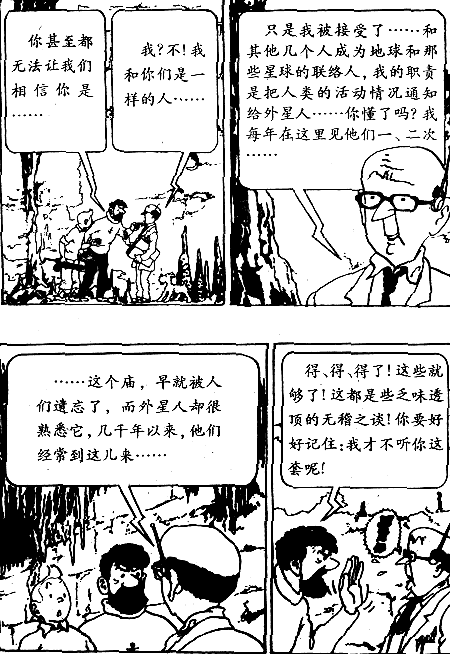 你甚至都
无法让我们
相信你是
……
我?不!我
和你们是一
样的人……
只是我被接受了……和
其他几个人成为地球和那
些星球的联络人,我的职责
是把人类的活动情况通知
给外星人……你懂了吗?我
每年在这里见他们一、二次
……
……这个庙,早就被人
们遗忘了,而外星人却很
熟悉它,几千年以来,他们
经常到这儿来……
得、得、得了!这些就
够了!这都是些乏味透
顶的无稽之谈!你要好
好记住:我才不听你这
套呢!